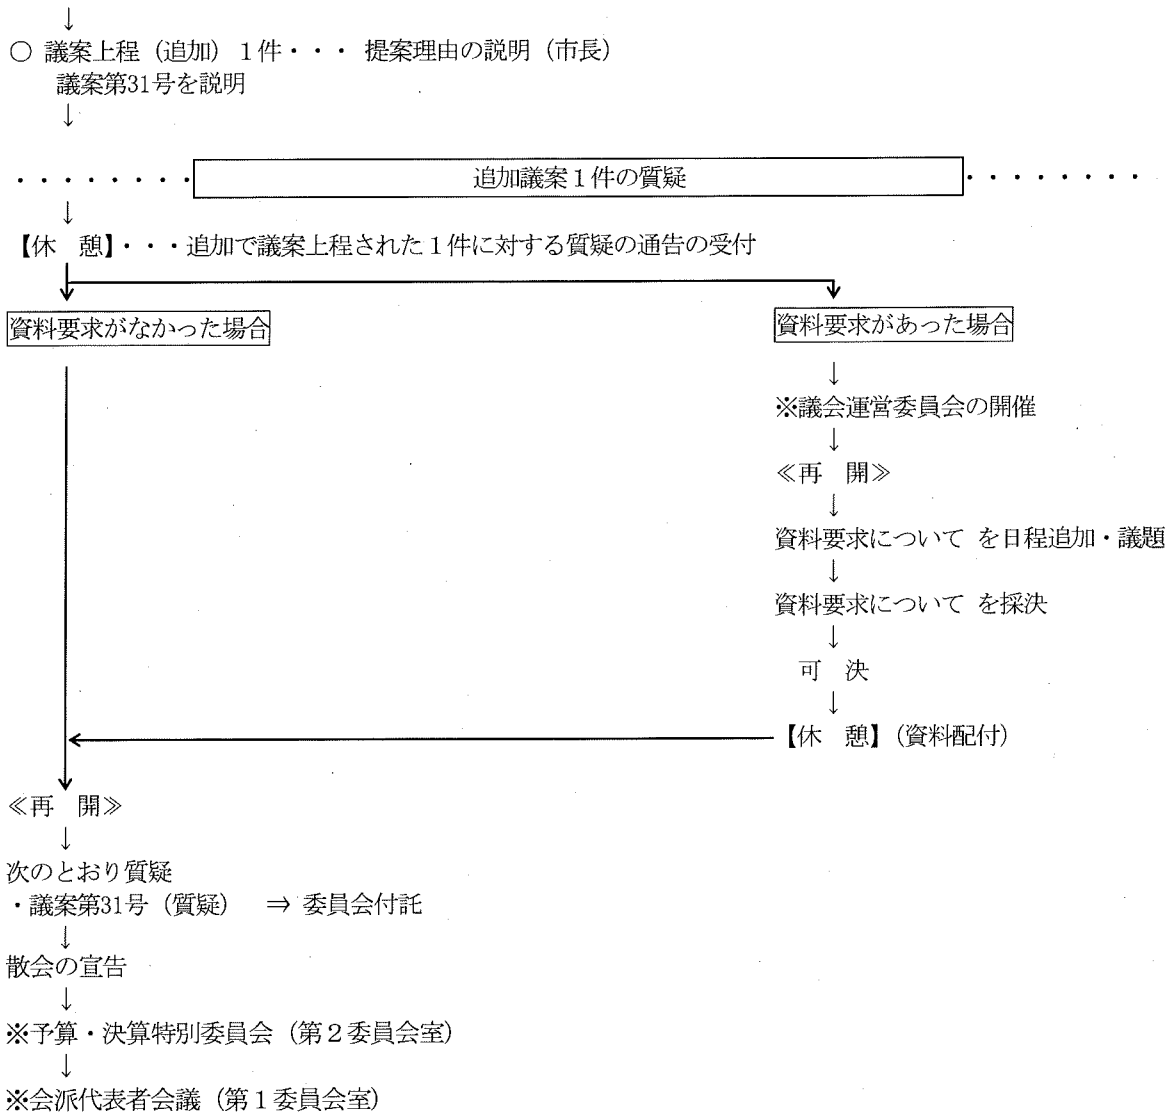 ↓
○ 議案上程（追加）１件・・・ 提案理由の説明（市長）
議案第31号を説明
↓
・・・・・・・・追加議案１件の質疑・・・・・・・・
↓
【休　憩】・・・追加で議案上程された１件に対する質疑の通告の受付
資料要求がなかった場合
資料要求があった場合
↓
※議会運営委員会の開催
↓
≪再　開≫
↓
資料要求について を日程追加・議題
↓
資料要求について を採決
↓
可　決
↓
【休　憩】（資料配付）
≪再　開≫
↓
次のとおり質疑
・議案第31号（質疑）　⇒ 委員会付託
↓
散会の宣告
↓
※予算・決算特別委員会（第２委員会室）
↓
※会派代表者会議（第１委員会室）